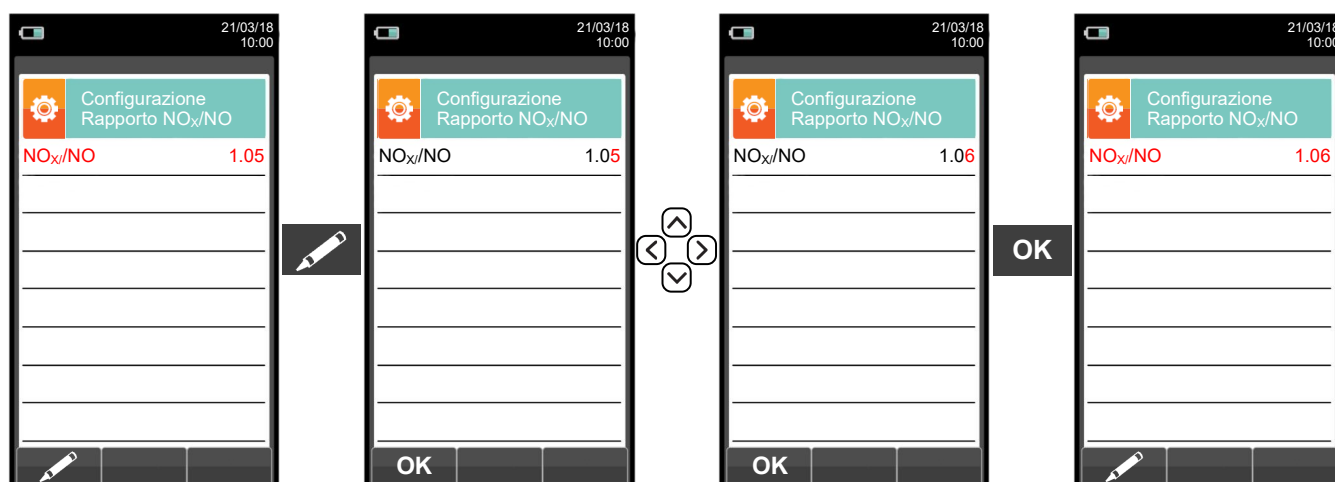 21/03/18
10:00
Configurazione
Rapporto NOX/NO
NOX//NO 1.05
21/03/18
10:00
Configurazione
Rapporto NOX/NO
NOX//NO 1.05
OK
21/03/18
10:00
Configurazione
Rapporto NOX/NO
NOX//NO 1.06
OK
OK
21/03/18
10:00
Configurazione
Rapporto NOX/NO
NOX//NO 1.06